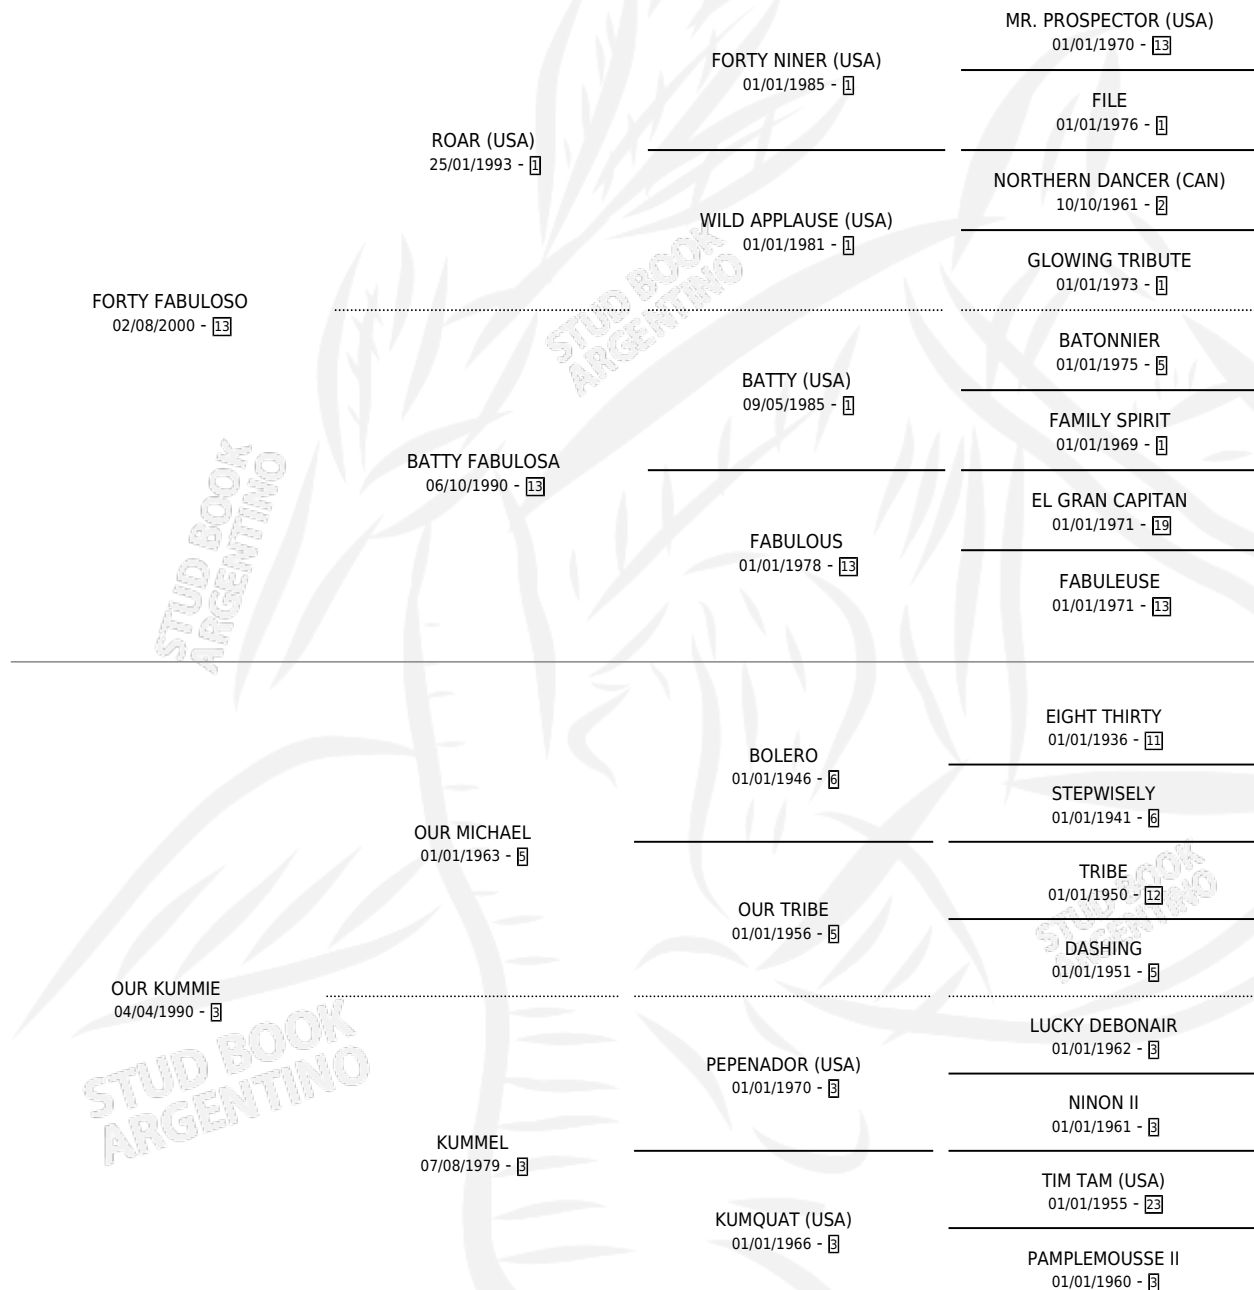 MR. PROSPECTOR (USA)
01/01/1970 - 13
FORTY NINER (USA)
01/01/1985 - 1
FILE
01/01/1976 - 1
ROAR (USA)
25/01/1993 - 1
NORTHERN DANCER (CAN)
10/10/1961 - 2
WILD APPLAUSE (USA)
01/01/1981 - 1
GLOWING TRIBUTE
01/01/1973 - 1
FORTY FABULOSO
02/08/2000 - 13
STUD BOOK
ARGENTINO
BATONNIER
01/01/1975 - 5
BATTY (USA)
09/05/1985 - 1
FAMILY SPIRIT
01/01/1969 - 1
BATTY FABULOSA
06/10/1990 - 13
EL GRAN CAPITAN
01/01/1971 - 19
FABULOUS
01/01/1978 - 13
FABULEUSE
01/01/1971 - 13
STUD BOOK
ARGENTINO
EIGHT THIRTY
01/01/1936 - 11
BOLERO
01/01/1946 - 6
STEPWISELY
01/01/1941 - 6
OUR MICHAEL
01/01/1963 - 5
TRIBE
01/01/1950 - 12
OUR TRIBE
01/01/1956 - 5
DASHING
01/01/1951 - 5
STUD BOOK
ARGENTINO
OUR KUMMIE
04/04/1990 - 3
LUCKY DEBONAIR
01/01/1962 - 3
PEPENADOR (USA)
01/01/1970 - 3
NINON II
01/01/1961 - 3
STUD BOOK
ARGENTINO
KUMMEL
07/08/1979 - 3
TIM TAM (USA)
01/01/1955 - 23
KUMQUAT (USA)
01/01/1966 - 3
PAMPLEMOUSSE II
01/01/1960 - 3